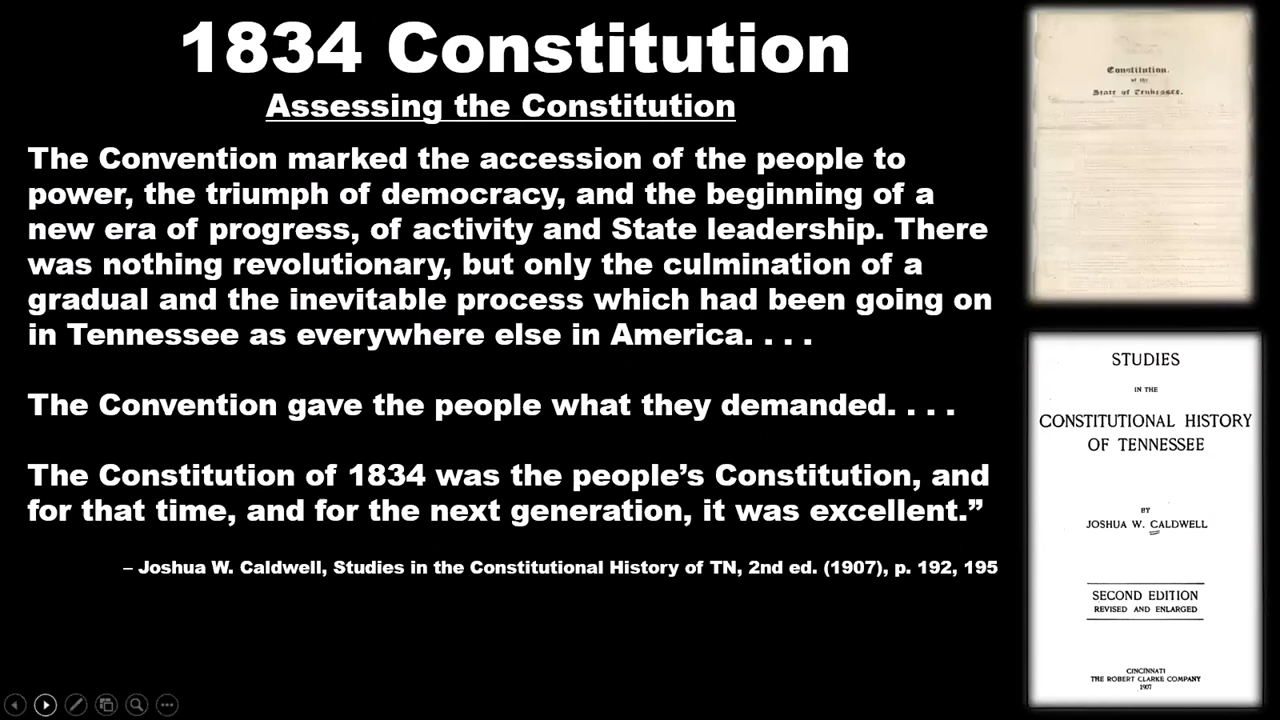 1834 Constitution
Assessing the Constitution
The Convention marked the accession of the people to
power, the triumph of democracy, and the beginning of a
new era of progress, of activity and State leadership. There
was nothing revolutionary, but only the culmination of a
gradual and the inevitable process which had been going on
in Tennessee as everywhere else in America. . . .
The Convention gave the people what they demanded. . . .
The Constitution of 1834 was the people’s Constitution, and
for that time, and for the next generation, it was excellent.”
– Joshua W. Caldwell, Studies in the Constitutional History of TN, 2nd ed. (1907), p. 192, 195
Constitution.
of the
State of Tennessee.
STUDIES
IN THE
CONSTITUTIONAL HISTORY
OF TENNESSEE
BY
JOSHUA W. CALDWELL
SECOND EDITION
REVISED AND ENLARGED
CINCINNATI
THE ROBERT CLARKE COMPANY
1907